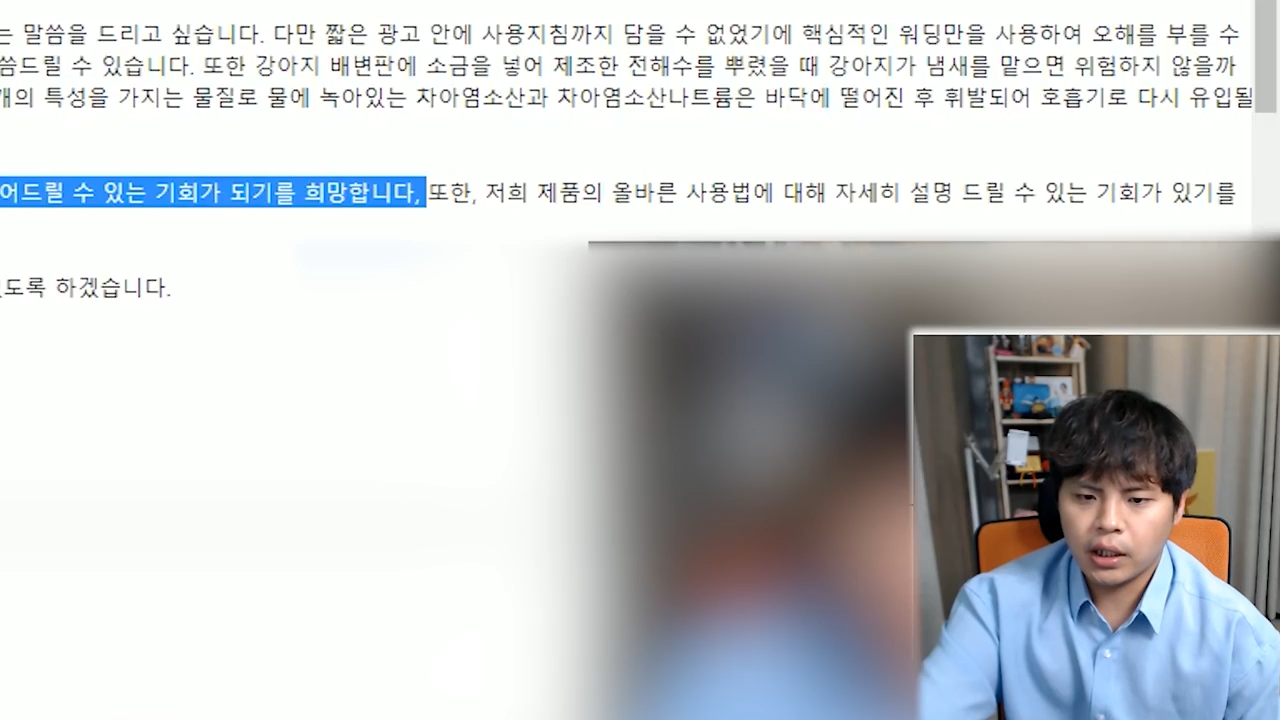 는 말씀을 드리고 싶습니다. 다만 짧은 광고 안에 사용지침까지 담을 수 없었기에 핵심적인 워딩만을 사용하여 오해를 부를 수
씀드릴 수 있습니다. 또한 강아지 배변판에 소금을 넣어 제조한 전해수를 뿌렸을 때 강아지가 냄새를 맡으면 위험하지 않을까
개의 특성을 가지는 물질로 물에 녹아있는 차아염소산과 차아염소산나트륨은 바닥에 떨어진 후 휘발되어 호흡기로 다시 유입될
어드릴 수 있는 기회가 되기를 희망합니다, 또한, 저희 제품의 올바른 사용법에 대해 자세히 설명 드릴 수 있는 기회가 있기를
있도록 하겠습니다.